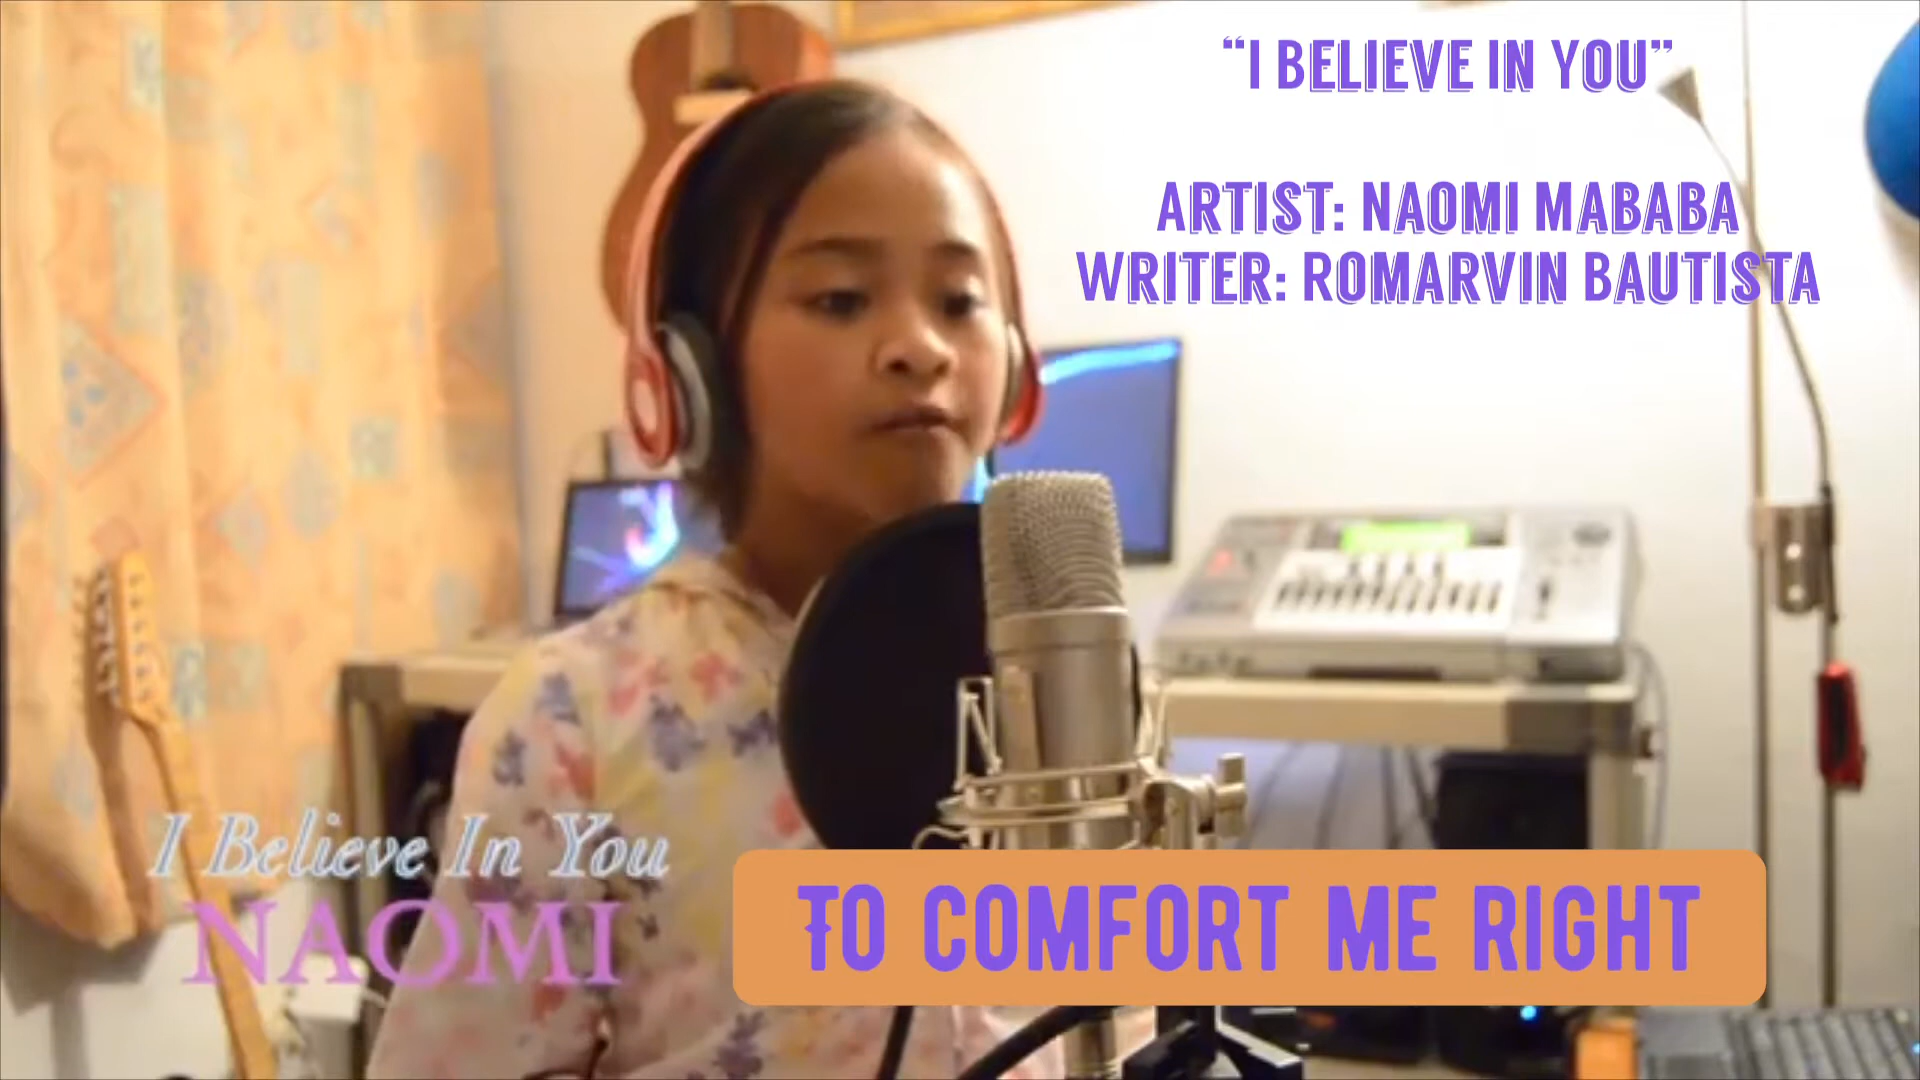 “I BELIEVE IN YOU”
ARTIST: NAOMI MABABA
WRITER: ROMARVIN BAUTISTA
I Believe In You
NAOMI
TO COMFORT ME RIGHT